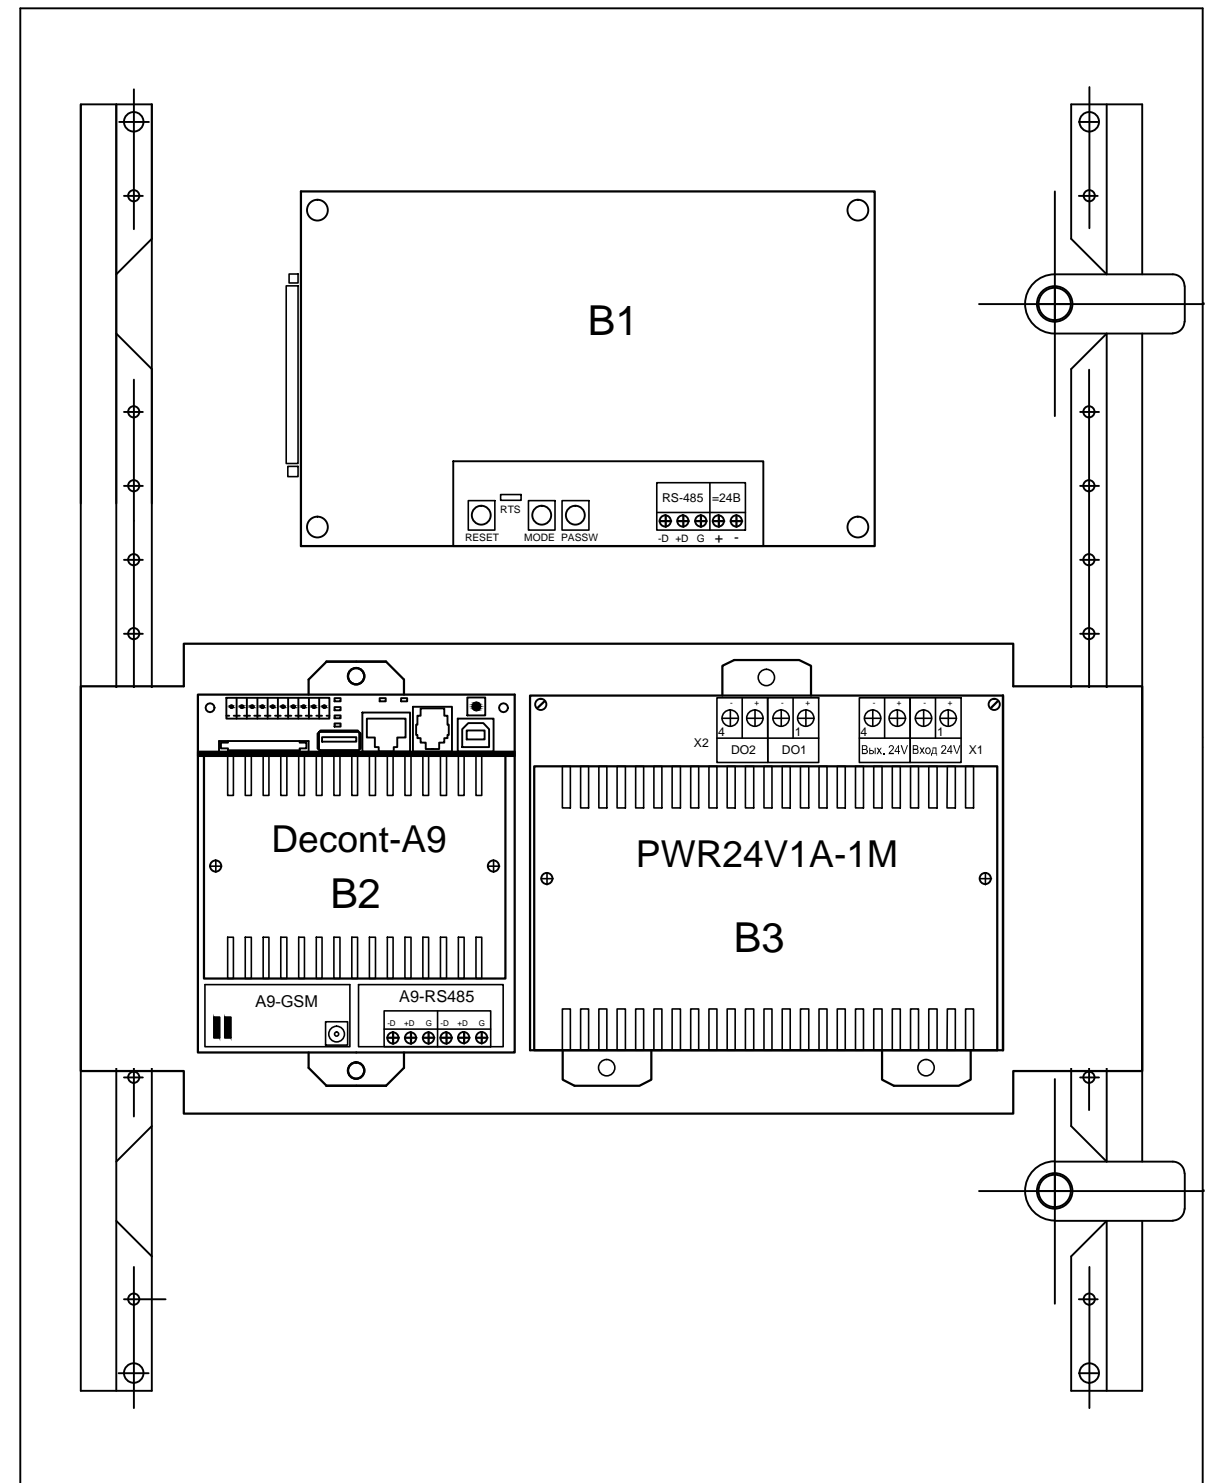 B1
RS-485 =24В
RTS
RESET MODE PASSW
-D +D G + -
- + - +
4 1
X2 DO2 DO1
- + - +
4 1
Вых. 24V Вход 24V X1
Decont-A9
B2
PWR24V1A-1M
B3
A9-GSM
A9-RS485
-D +D G -D +D G